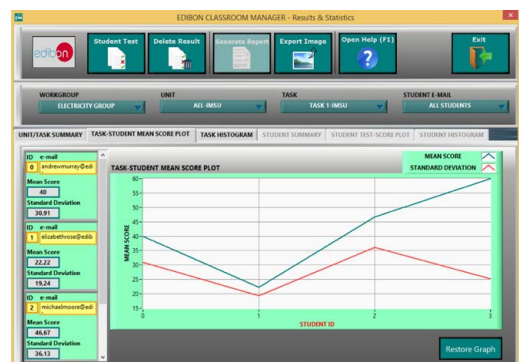 EDIBON CLASSROOM MANAGER - Results & Statistics
edibon
Student Test
Delete Result
Generate Report
Export Image
Open Help (F1)
Exit
WORKGROUP
UNIT
TASK
STUDENT E-MAIL
ELECTRICITY GROUP
AEL-IMSU
TASK 1-IMSU
ALL STUDENTS
UNIT/TASK SUMMARY
TASK-STUDENT MEAN SCORE PLOT
TASK HISTOGRAM
STUDENT SUMMARY
STUDENT TEST-SCORE PLOT
STUDENT HISTOGRAM
ID e-mail
0 andrewmurray@edi
Mean Score
40
Standard Deviation
30,91
ID e-mail
1 elizabethrose@edib
Mean Score
22,22
Standard Deviation
19,24
ID e-mail
2 michaelmoore@edi
Mean Score
46,67
Standard Deviation
36,13
TASK-STUDENT MEAN SCORE PLOT
MEAN SCORE
STANDARD DEVIATION
MEAN SCORE
60
55
50
45
40
35
30
25
20
15
0
1
2
3
STUDENT ID
Restore Graph